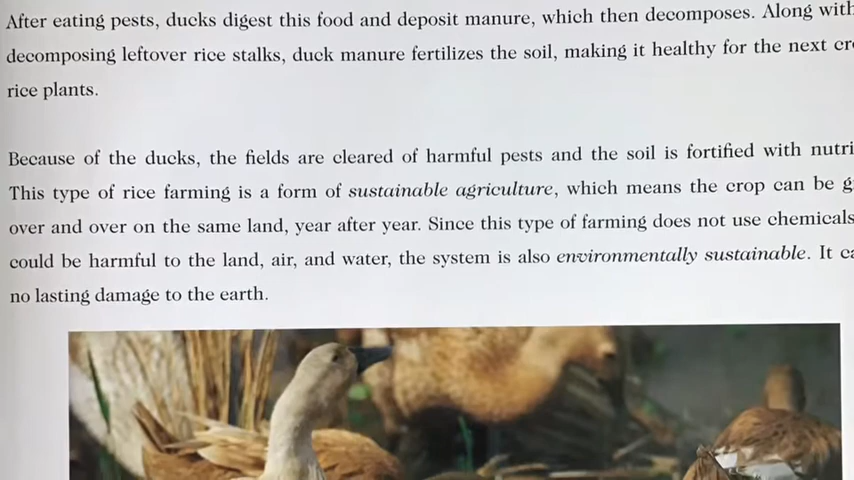 After eating pests, ducks digest this food and deposit manure, which then decomposes. Along with
decomposing leftover rice stalks, duck manure fertilizes the soil, making it healthy for the next
rice plants.
Because of the ducks, the fields are cleared of harmful pests and the soil is fortified with
This type of rice farming is a form of sustainable agriculture, which means the crop can be
over and over on the same land, year after year. Since this type of farming does not use chemicals
could be harmful to the land, air, and water, the system is also environmentally sustainable. It
no lasting damage to the earth.